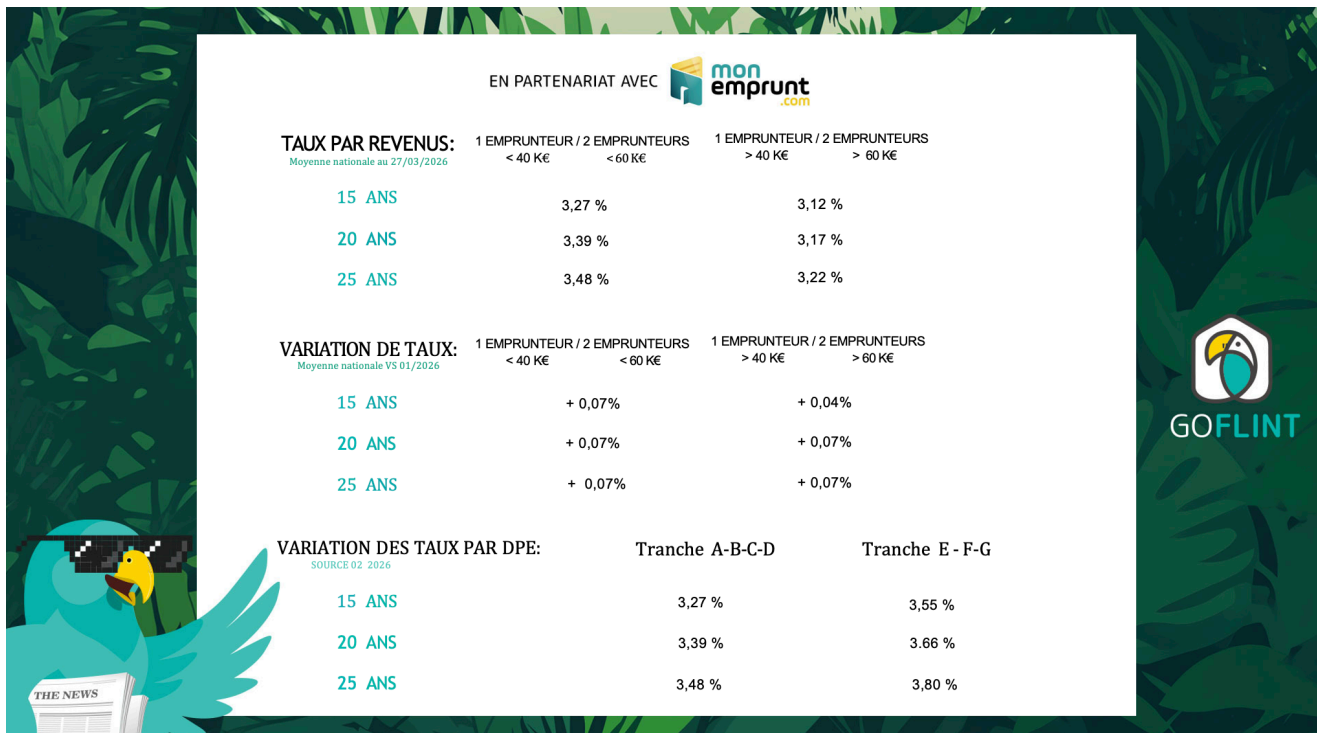 EN PARTENARIAT AVEC mon emprunt .com
TAUX PAR REVENUS: 1 EMPRUNTEUR / 2 EMPRUNTEURS 1 EMPRUNTEUR / 2 EMPRUNTEURS
Moyenne nationale au 27/03/2026 < 40 K€ < 60 K€ > 40 K€ > 60 K€
15 ANS 3,27 % 3,12 %
20 ANS 3,39 % 3,17 %
25 ANS 3,48 % 3,22 %
VARIATION DE TAUX: 1 EMPRUNTEUR / 2 EMPRUNTEURS 1 EMPRUNTEUR / 2 EMPRUNTEURS
Moyenne nationale VS 01/2026 < 40 K€ < 60 K€ > 40 K€ > 60 K€
15 ANS + 0,07% + 0,04%
20 ANS + 0,07% + 0,07%
25 ANS + 0,07% + 0,07%
GOFLINT
VARIATION DES TAUX PAR DPE: Tranche A-B-C-D Tranche E - F-G
SOURCE 02 2026
15 ANS 3,27 % 3,55 %
20 ANS 3,39 % 3.66 %
25 ANS 3,48 % 3,80 %
THE NEWS